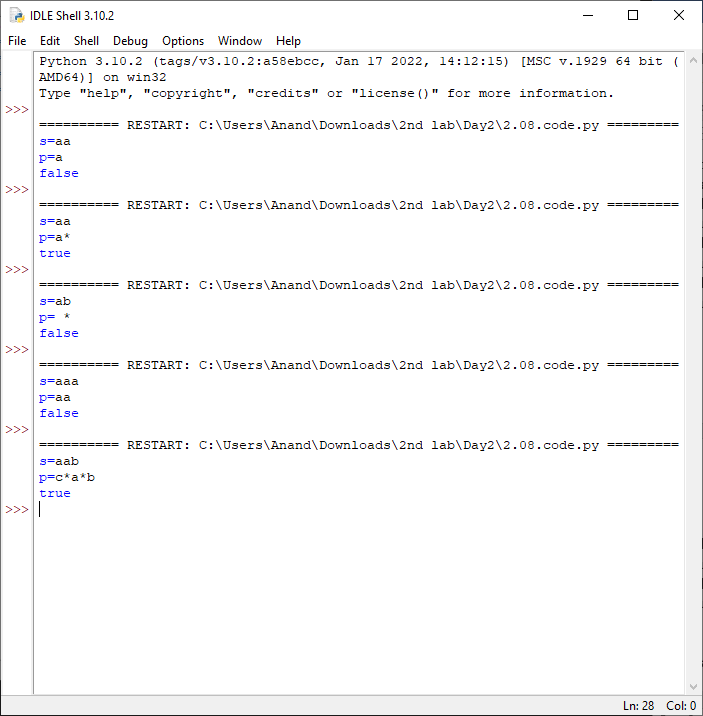 IDLE Shell 3.10.2
File Edit Shell Debug Options Window Help
Python 3.10.2 (tags/v3.10.2:a58ebcc, Jan 17 2022, 14:12:15) [MSC v.1929 64 bit (
AMD64)] on win32
Type "help", "copyright", "credits" or "license()" for more information.
>>>
========== RESTART: C:\Users\Anand\Downloads\2nd lab\Day2\2.08.code.py =========
s=aa
p=a
false
>>>
========== RESTART: C:\Users\Anand\Downloads\2nd lab\Day2\2.08.code.py =========
s=aa
p=a*
true
>>>
========== RESTART: C:\Users\Anand\Downloads\2nd lab\Day2\2.08.code.py =========
s=ab
p= *
false
>>>
========== RESTART: C:\Users\Anand\Downloads\2nd lab\Day2\2.08.code.py =========
s=aaa
p=aa
false
>>>
========== RESTART: C:\Users\Anand\Downloads\2nd lab\Day2\2.08.code.py =========
s=aab
p=c*a*b
true
>>>
Ln: 28 Col: 0